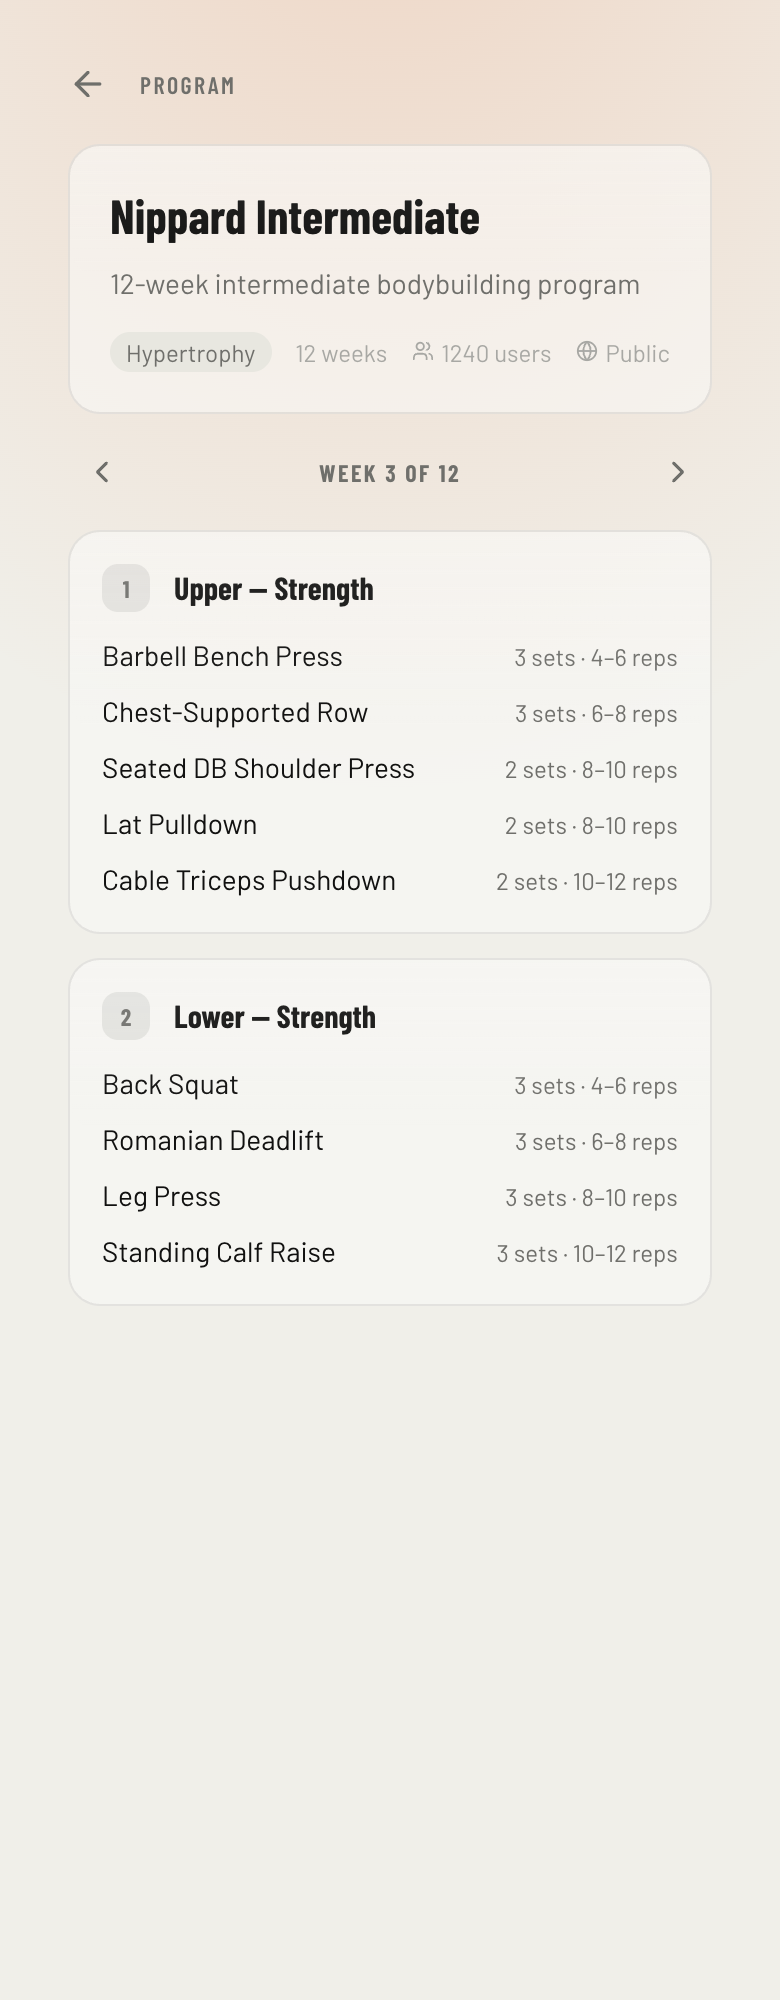 PROGRAM
Nippard Intermediate
12-week intermediate bodybuilding program
Hypertrophy 12 weeks 1240 users Public
WEEK 3 OF 12
1 Upper — Strength
Barbell Bench Press 3 sets · 4–6 reps
Chest-Supported Row 3 sets · 6–8 reps
Seated DB Shoulder Press 2 sets · 8–10 reps
Lat Pulldown 2 sets · 8–10 reps
Cable Triceps Pushdown 2 sets · 10–12 reps
2 Lower — Strength
Back Squat 3 sets · 4–6 reps
Romanian Deadlift 3 sets · 6–8 reps
Leg Press 3 sets · 8–10 reps
Standing Calf Raise 3 sets · 10–12 reps